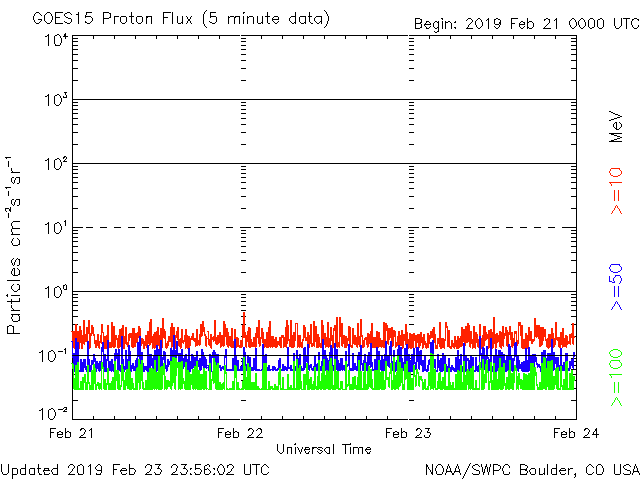 GOES15 Proton Flux (5 minute data)
Begin: 2019 Feb 21 0000 UTC
10⁴
10³
10²
10¹
10⁰
10⁻¹
10⁻²
Particles cm⁻²s⁻¹sr⁻¹
MeV
>=10
>=50
>=100
Feb 21
Feb 22
Feb 23
Feb 24
Universal Time
Updated 2019 Feb 23 23:56:02 UTC
NOAA/SWPC Boulder, CO USA